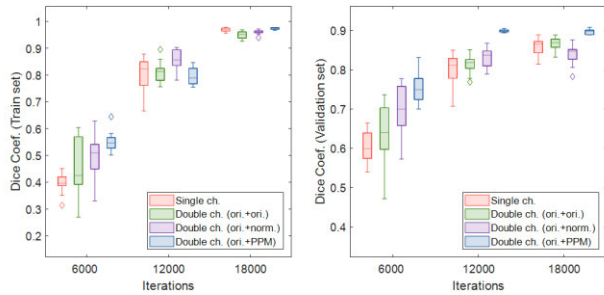 Dice Coef. (Train set)
1
0.9
0.8
0.7
0.6
0.5
0.4
0.3
0.2
Single ch.
Double ch. (ori.+ori.)
Double ch. (ori.+norm.)
Double ch. (ori.+PPM)
6000 12000 18000
Iterations
Dice Coef. (Validation set)
0.9
0.8
0.7
0.6
0.5
0.4
Single ch.
Double ch. (ori.+ori.)
Double ch. (ori.+norm.)
Double ch. (ori.+PPM)
6000 12000 18000
Iterations